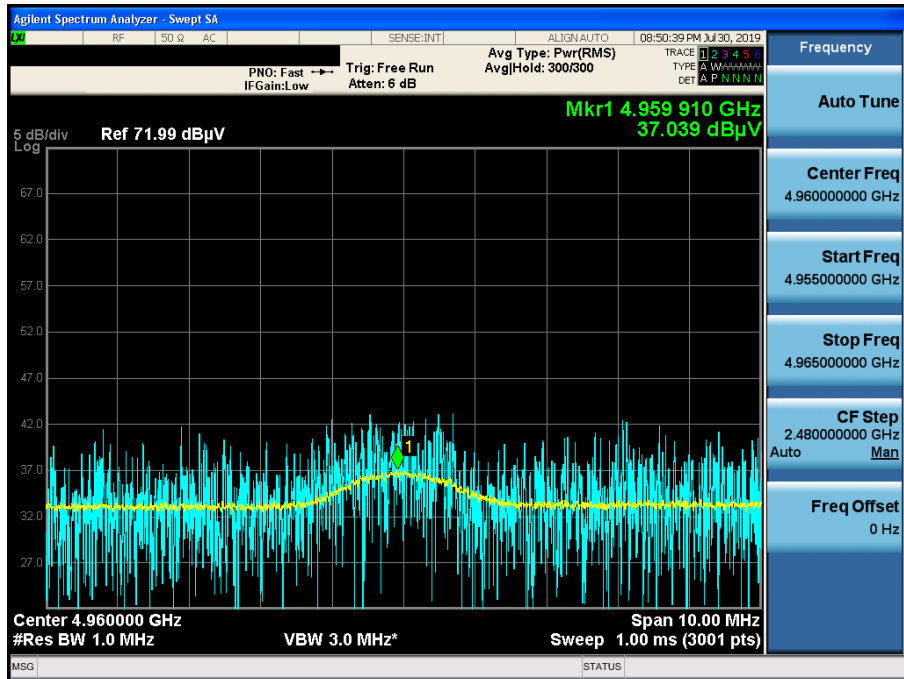 Agilent Spectrum Analyzer - Swept SA
LXI RF 50 Ω AC SENSE:INT ALIGN AUTO 08:50:39 PM Jul 30, 2019
PNO: Fast
IFGain:Low
Trig: Free Run
Atten: 6 dB
Avg Type: Pwr(RMS)
Avg|Hold: 300/300
TRACE 1 2 3 4 5 6
TYPE A WWWWW
DET A P N N N N
Mkr1 4.959 910 GHz
37.039 dBµV
5 dB/div Ref 71.99 dBµV
Log
67.0
62.0
57.0
52.0
47.0
42.0
37.0
32.0
27.0
1
Center 4.960000 GHz Span 10.00 MHz
#Res BW 1.0 MHz VBW 3.0 MHz* Sweep 1.00 ms (3001 pts)
MSG STATUS
Frequency
Auto Tune
Center Freq
4.960000000 GHz
Start Freq
4.955000000 GHz
Stop Freq
4.965000000 GHz
CF Step
2.480000000 GHz
Auto Man
Freq Offset
0 Hz